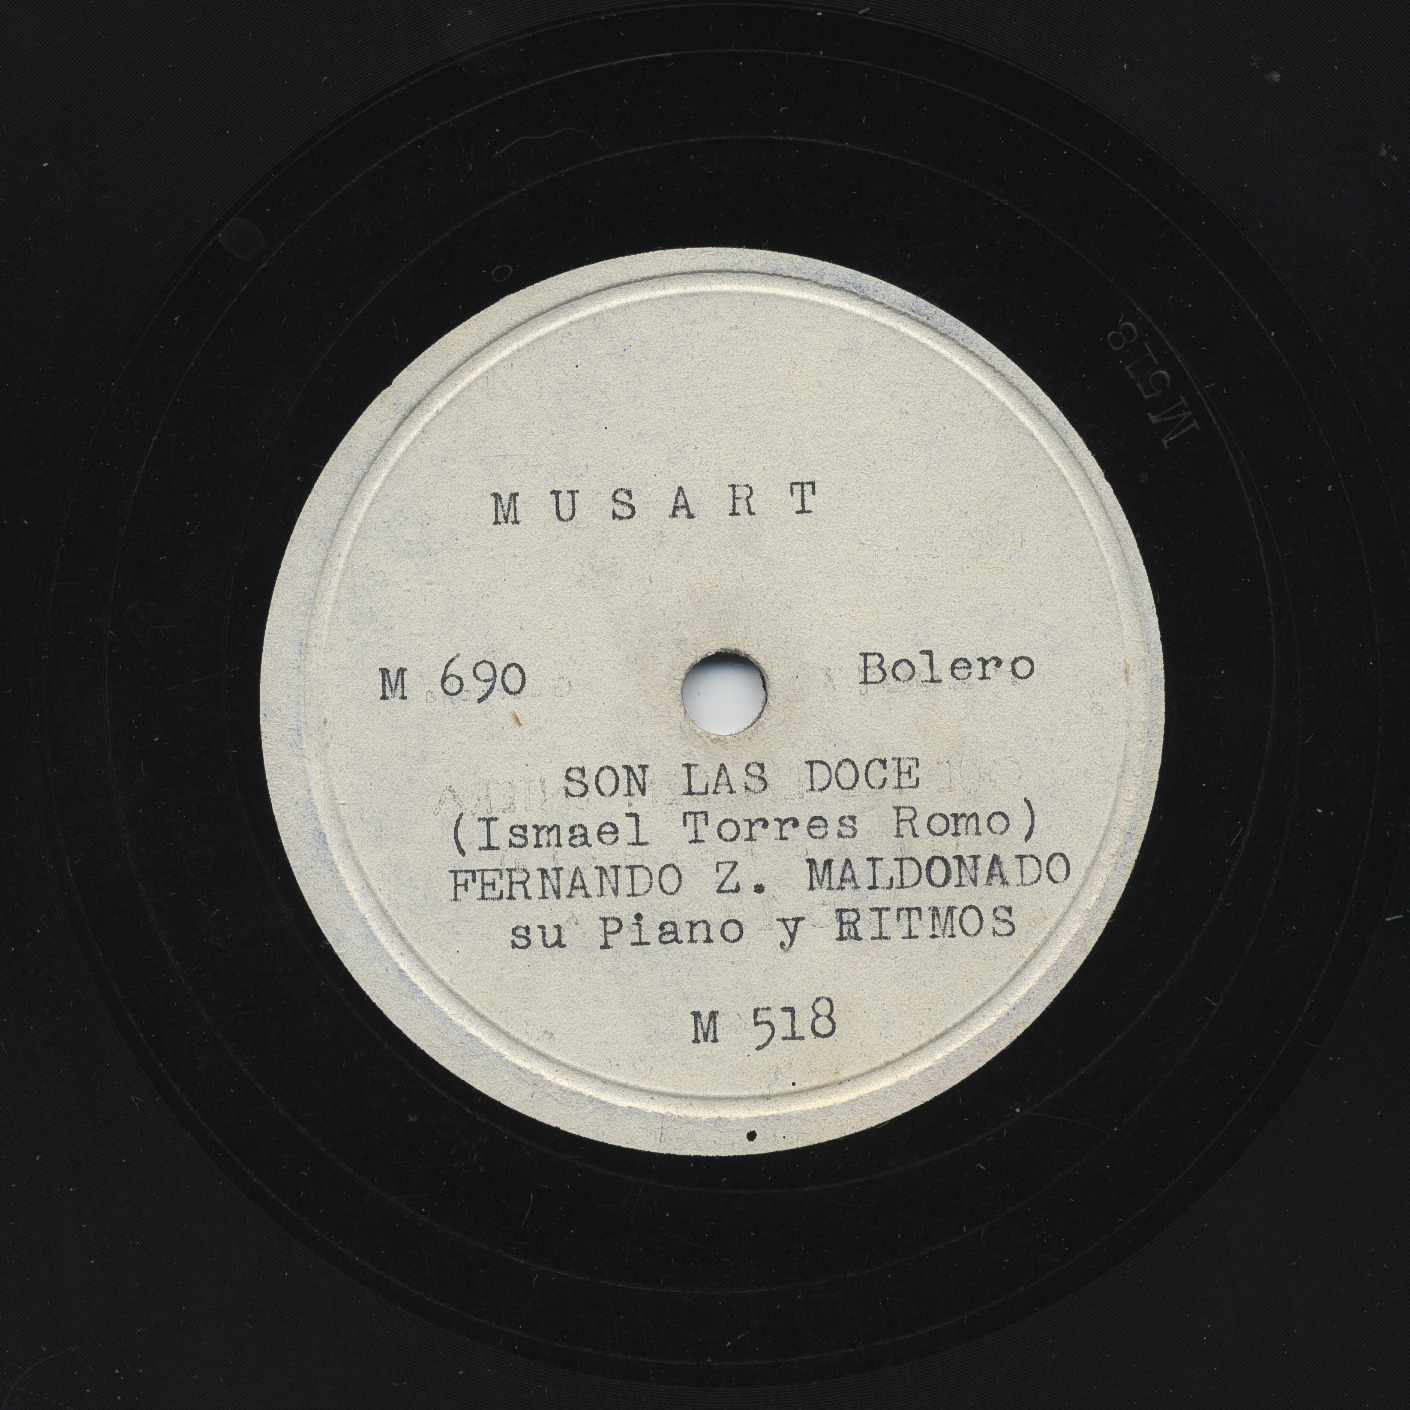 M U S A R T
M 690
Bolero
SON LAS DOCE
(Ismael Torres Romo)
FERNANDO Z. MALDONADO
su Piano y RITMOS
M 518
M518